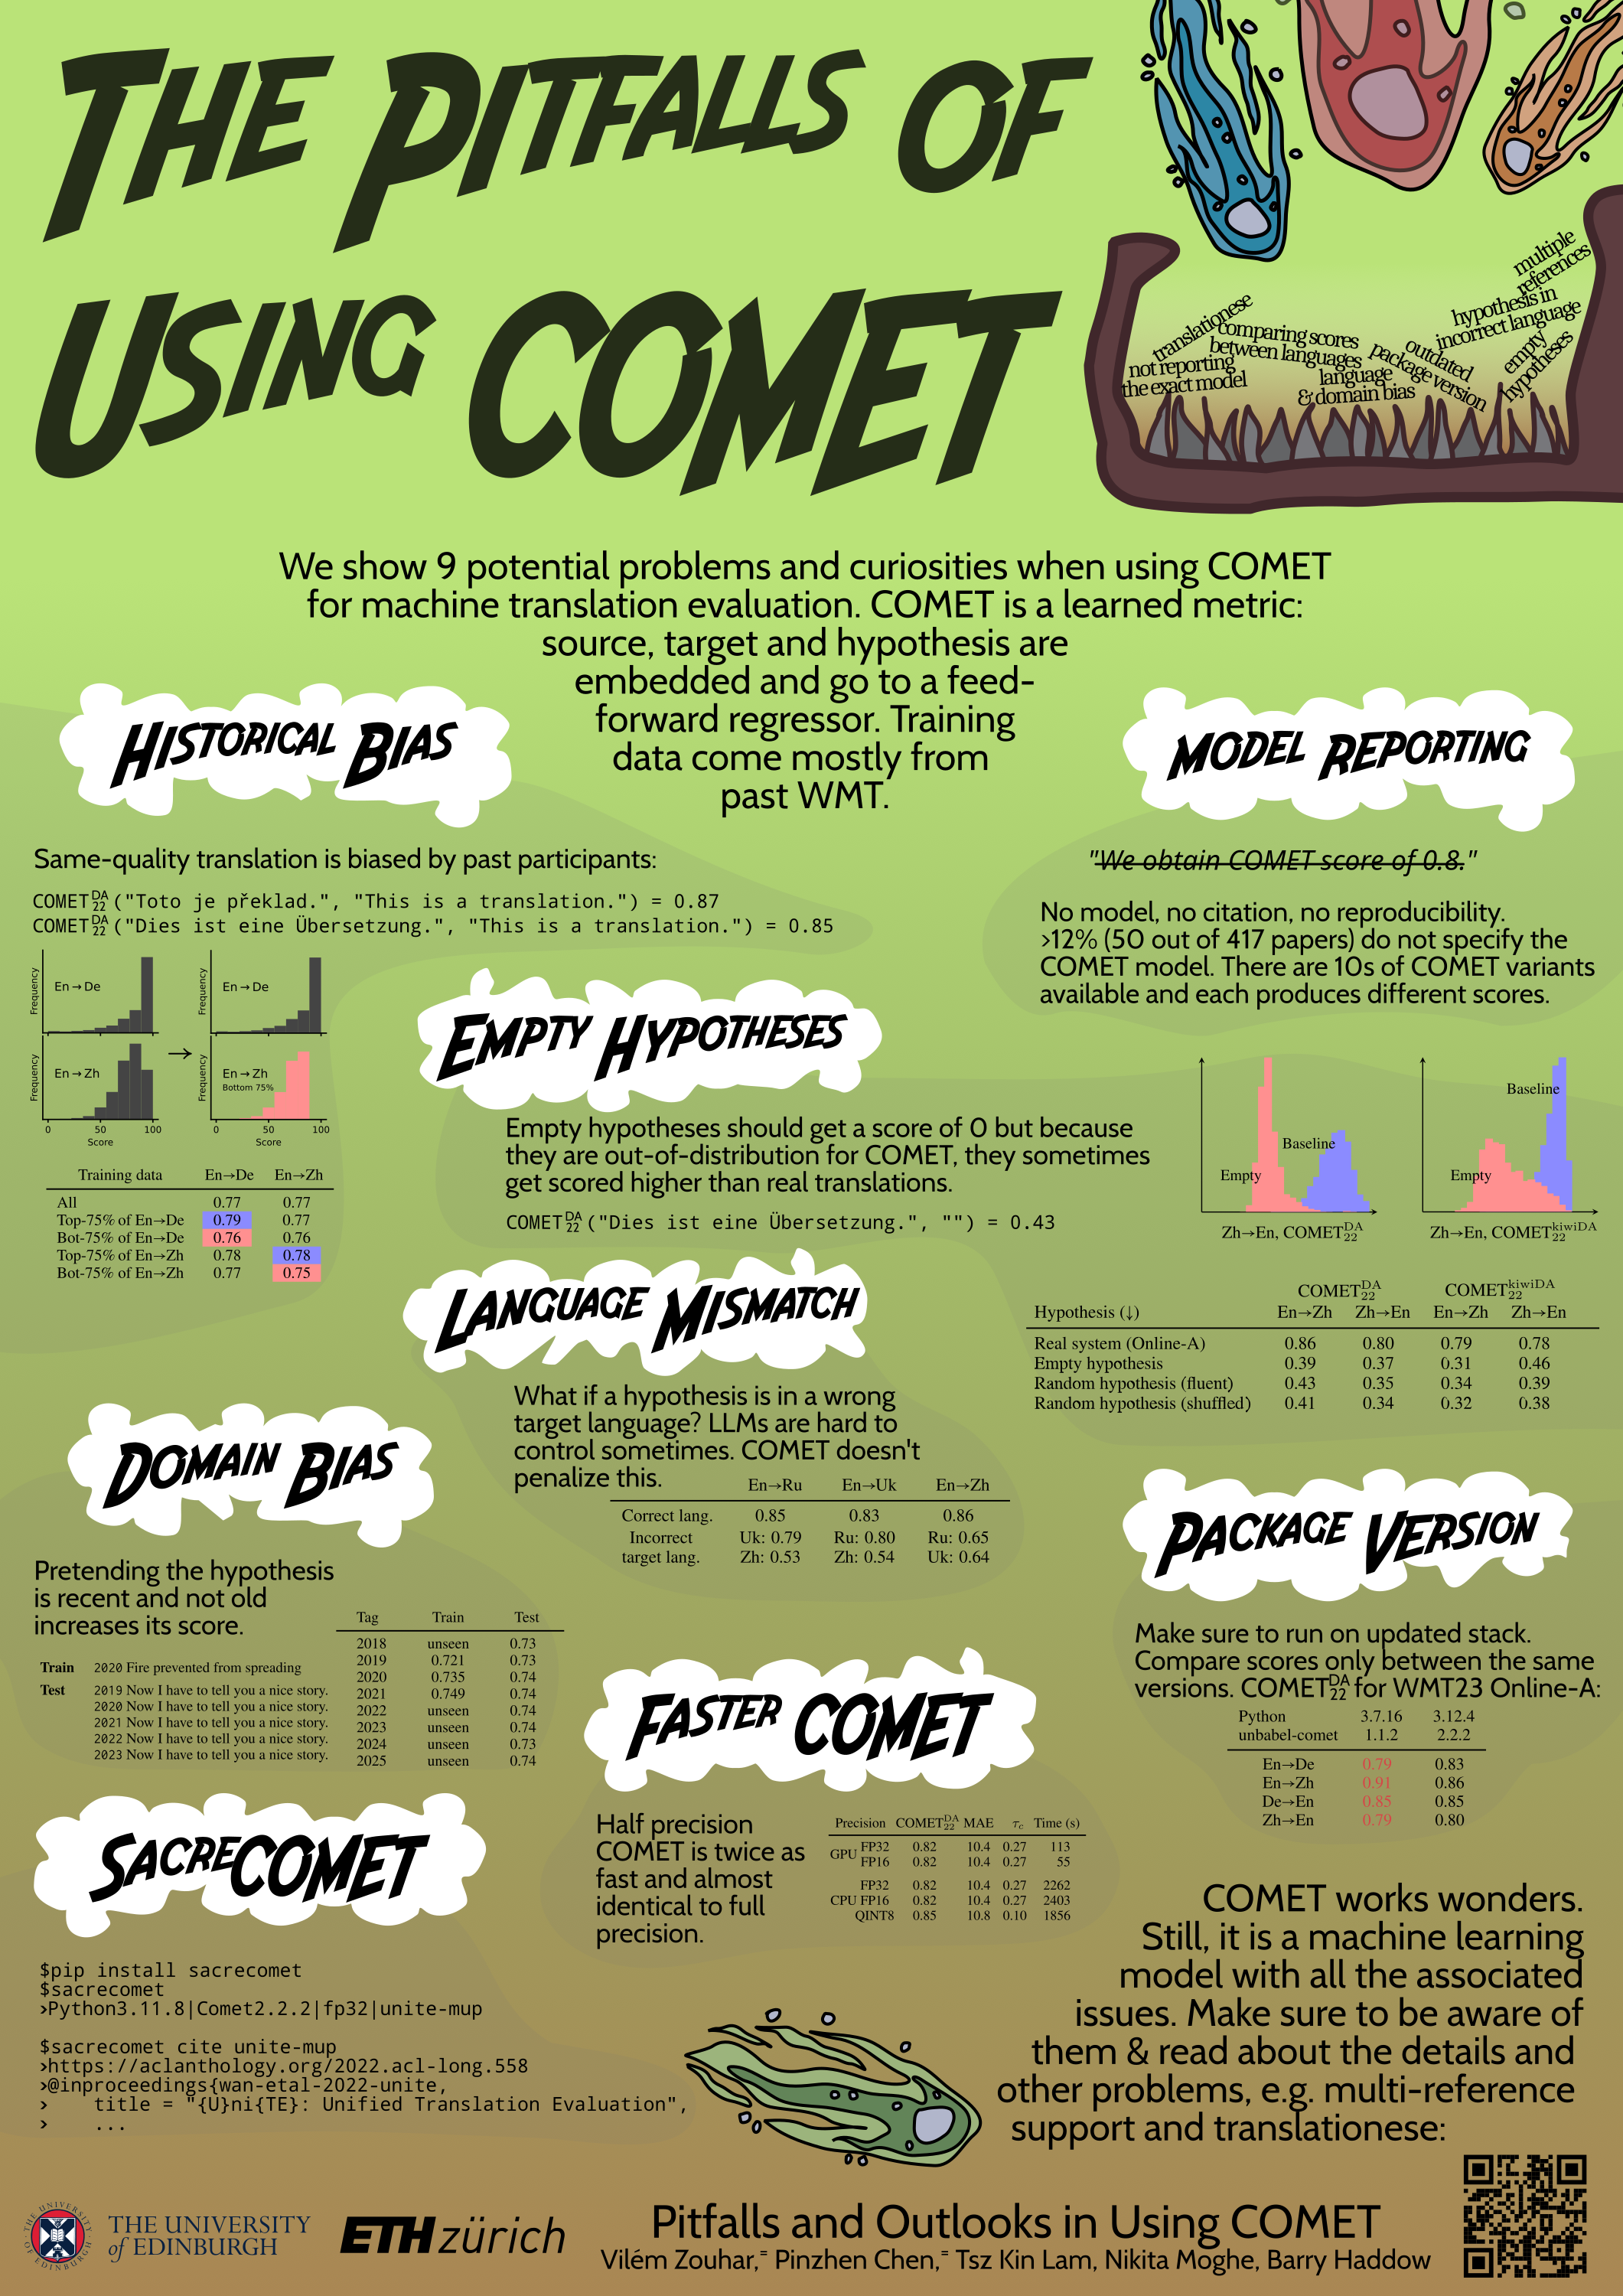 The Pitfalls of
Using COMET
translationese
not reporting
the exact model
comparing scores
between languages
language
& domain bias
outdated
package version
multiple
references
hypothesis in
incorrect language
empty
hypotheses
We show 9 potential problems and curiosities when using COMET
for machine translation evaluation. COMET is a learned metric:
source, target and hypothesis are
embedded and go to a feed-
forward regressor. Training
data come mostly from
past WMT.
Historical Bias
Same-quality translation is biased by past participants:
COMET DA 22 ("Toto je překlad.", "This is a translation.") = 0.87
COMET DA 22 ("Dies ist eine Übersetzung.", "This is a translation.") = 0.85
Frequency
En→De
Frequency
En→De
Frequency
En→Zh
0 50 100
Score
→
Frequency
En→Zh
Bottom 75%
0 50 100
Score
Training data En→De En→Zh
All 0.77 0.77
Top-75% of En→De 0.79 0.77
Bot-75% of En→De 0.76 0.76
Top-75% of En→Zh 0.78 0.78
Bot-75% of En→Zh 0.77 0.75
Model Reporting
"We obtain COMET score of 0.8."
No model, no citation, no reproducibility.
>12% (50 out of 417 papers) do not specify the
COMET model. There are 10s of COMET variants
available and each produces different scores.
Empty Hypotheses
Empty hypotheses should get a score of 0 but because
they are out-of-distribution for COMET, they sometimes
get scored higher than real translations.
COMET DA 22 ("Dies ist eine Übersetzung.", "") = 0.43
Empty
Baseline
Zh→En, COMET DA 22
Empty
Baseline
Zh→En, COMET kiwiDA 22
COMET DA 22 COMET kiwiDA 22
Hypothesis (↓) En→Zh Zh→En En→Zh Zh→En
Real system (Online-A) 0.86 0.80 0.79 0.78
Empty hypothesis 0.39 0.37 0.31 0.46
Random hypothesis (fluent) 0.43 0.35 0.34 0.39
Random hypothesis (shuffled) 0.41 0.34 0.32 0.38
Language Mismatch
What if a hypothesis is in a wrong
target language? LLMs are hard to
control sometimes. COMET doesn't
penalize this.
En→Ru En→Uk En→Zh
Correct lang. 0.85 0.83 0.86
Incorrect Uk: 0.79 Ru: 0.80 Ru: 0.65
target lang. Zh: 0.53 Zh: 0.54 Uk: 0.64
Domain Bias
Pretending the hypothesis
is recent and not old
increases its score.
Train 2020 Fire prevented from spreading
Test 2019 Now I have to tell you a nice story.
2020 Now I have to tell you a nice story.
2021 Now I have to tell you a nice story.
2022 Now I have to tell you a nice story.
2023 Now I have to tell you a nice story.
Tag Train Test
2018 unseen 0.73
2019 0.721 0.73
2020 0.735 0.74
2021 0.749 0.74
2022 unseen 0.74
2023 unseen 0.74
2024 unseen 0.73
2025 unseen 0.74
Package Version
Make sure to run on updated stack.
Compare scores only between the same
versions. COMET DA 22 for WMT23 Online-A:
Python 3.7.16 3.12.4
unbabel-comet 1.1.2 2.2.2
En→De 0.79 0.83
En→Zh 0.91 0.86
De→En 0.85 0.85
Zh→En 0.79 0.80
Faster COMET
Half precision
COMET is twice as
fast and almost
identical to full
precision.
Precision COMET DA 22 MAE τc Time (s)
GPU FP32 0.82 10.4 0.27 113
FP16 0.82 10.4 0.27 55
FP32 0.82 10.4 0.27 2262
CPU FP16 0.82 10.4 0.27 2403
QINT8 0.85 10.8 0.10 1856
SacreCOMET
$pip install sacrecomet
$sacrecomet
>Python3.11.8|Comet2.2.2|fp32|unite-mup
$sacrecomet cite unite-mup
>https://aclanthology.org/2022.acl-long.558
>@inproceedings{wan-etal-2022-unite,
> title = "{U}ni{TE}: Unified Translation Evaluation",
> ...
COMET works wonders.
Still, it is a machine learning
model with all the associated
issues. Make sure to be aware of
them & read about the details and
other problems, e.g. multi-reference
support and translationese:
THE UNIVERSITY OF EDINBURGH
THE UNIVERSITY
of EDINBURGH
ETH zürich
Pitfalls and Outlooks in Using COMET
Vilém Zouhar,= Pinzhen Chen,= Tsz Kin Lam, Nikita Moghe, Barry Haddow